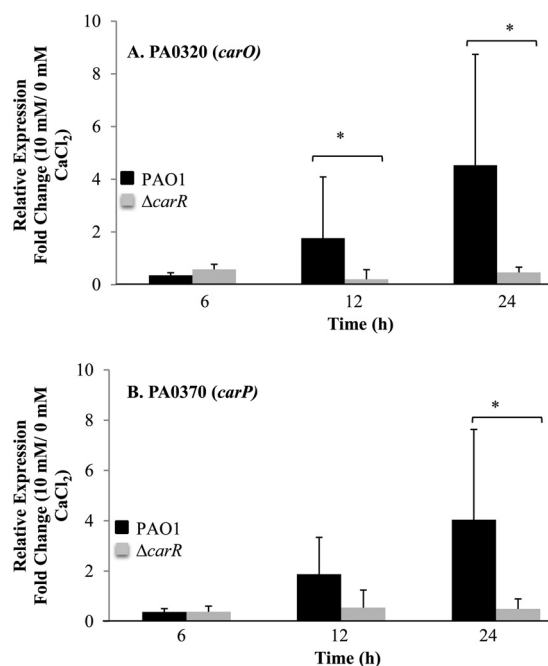 Relative Expression
Fold Change (10 mM/ 0 mM
CaCl₂)
10
8
6
4
2
0
A. PA0320 (carO)
*
*
PAO1
ΔcarR
6
12
24
Time (h)
Relative Expression
Fold Change (10 mM/ 0 mM
CaCl₂)
10
8
6
4
2
0
B. PA0370 (carP)
*
PAO1
ΔcarR
6
12
24
Time (h)